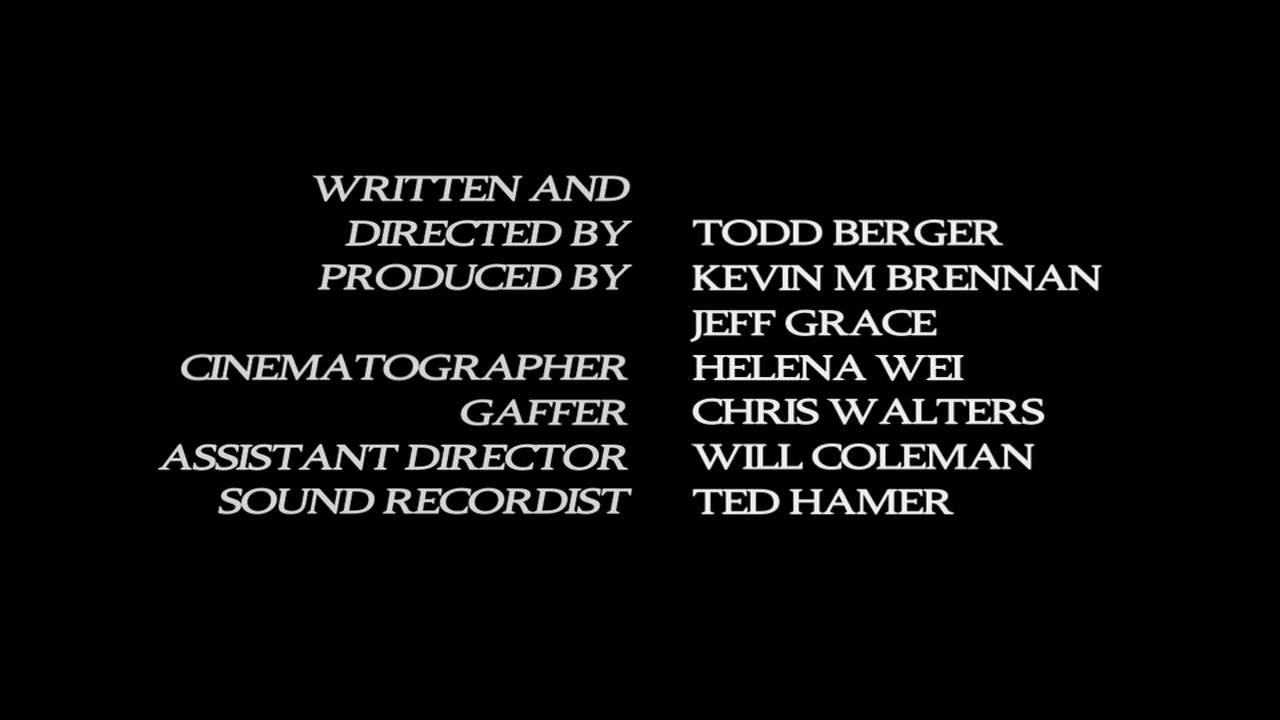 WRITTEN AND
DIRECTED BY TODD BERGER
PRODUCED BY KEVIN M BRENNAN
JEFF GRACE
CINEMATOGRAPHER HELENA WEI
GAFFER CHRIS WALTERS
ASSISTANT DIRECTOR WILL COLEMAN
SOUND RECORDIST TED HAMER